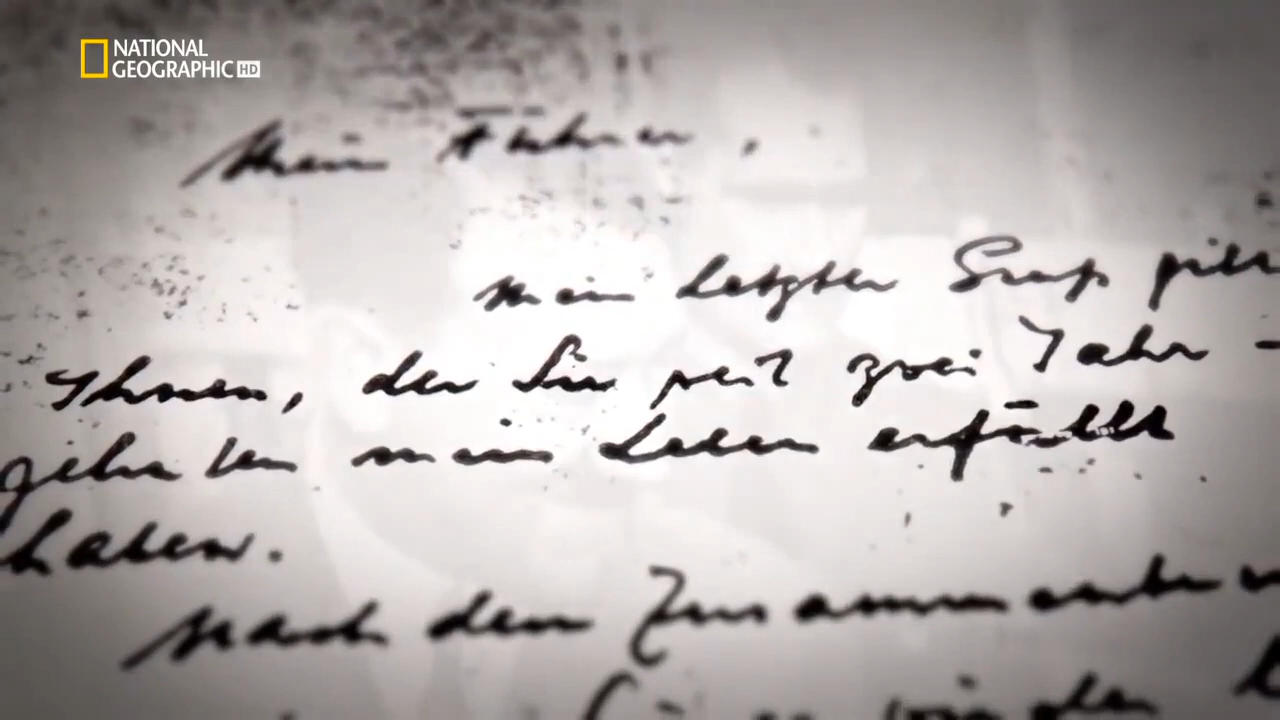 NATIONAL
GEOGRAPHIC HD
Mein Führer,
mein letzter Gruß gilt
Ihnen, der Sie seit zwei Jahr-
zehnten mein Leben erfüllt
haben.
Nach dem Zusammenbr